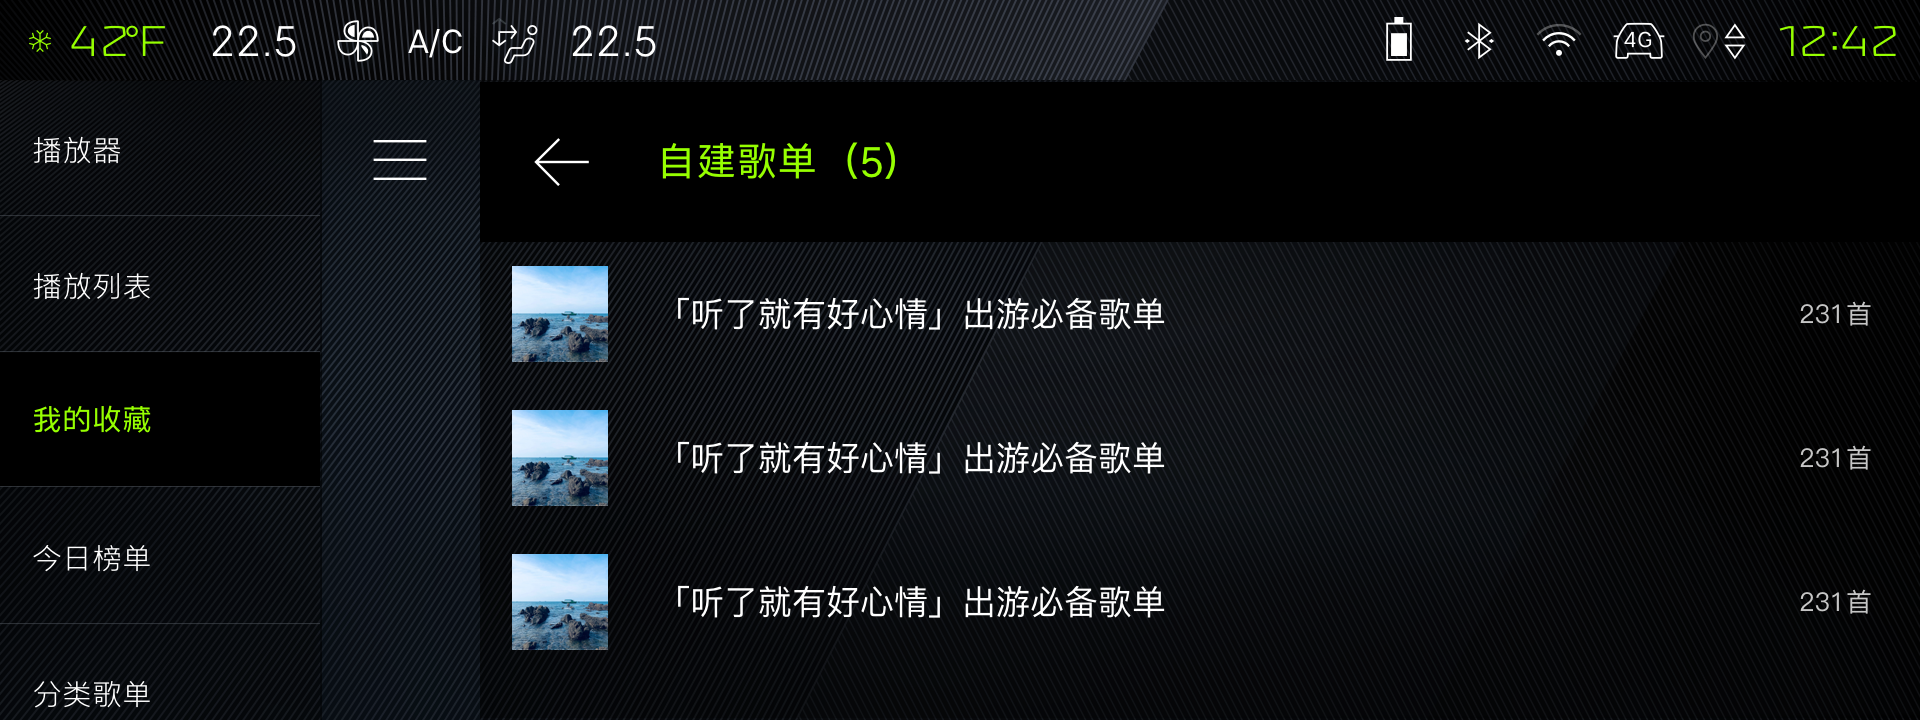 42°F 22.5 A/C 22.5 4G 12:42
播放器
播放列表
我的收藏
今日榜单
分类歌单
自建歌单 (5)
「听了就有好心情」出游必备歌单 231首
「听了就有好心情」出游必备歌单 231首
「听了就有好心情」出游必备歌单 231首